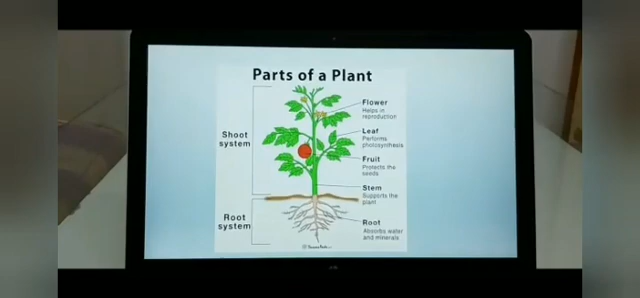 Parts of a Plant
Shoot
system
Flower
Helps in
reproduction
Leaf
Performs
photosynthesis
Fruit
Protects the
seeds
Stem
Supports the
plant
Root
system
Root
Absorbs water
and minerals